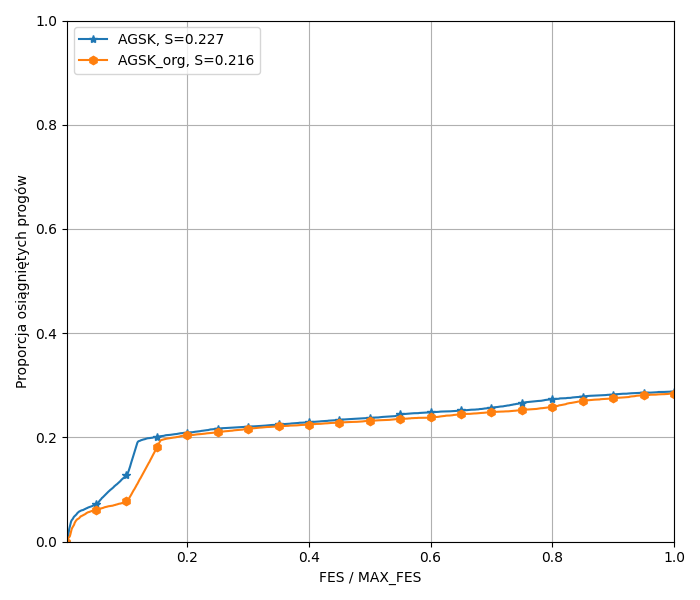 AGSK, S=0.227
AGSK_org, S=0.216
1.0
0.8
0.6
0.4
0.2
0.0
Proporcja osiągniętych progów
0.2
0.4
0.6
0.8
1.0
FES / MAX_FES